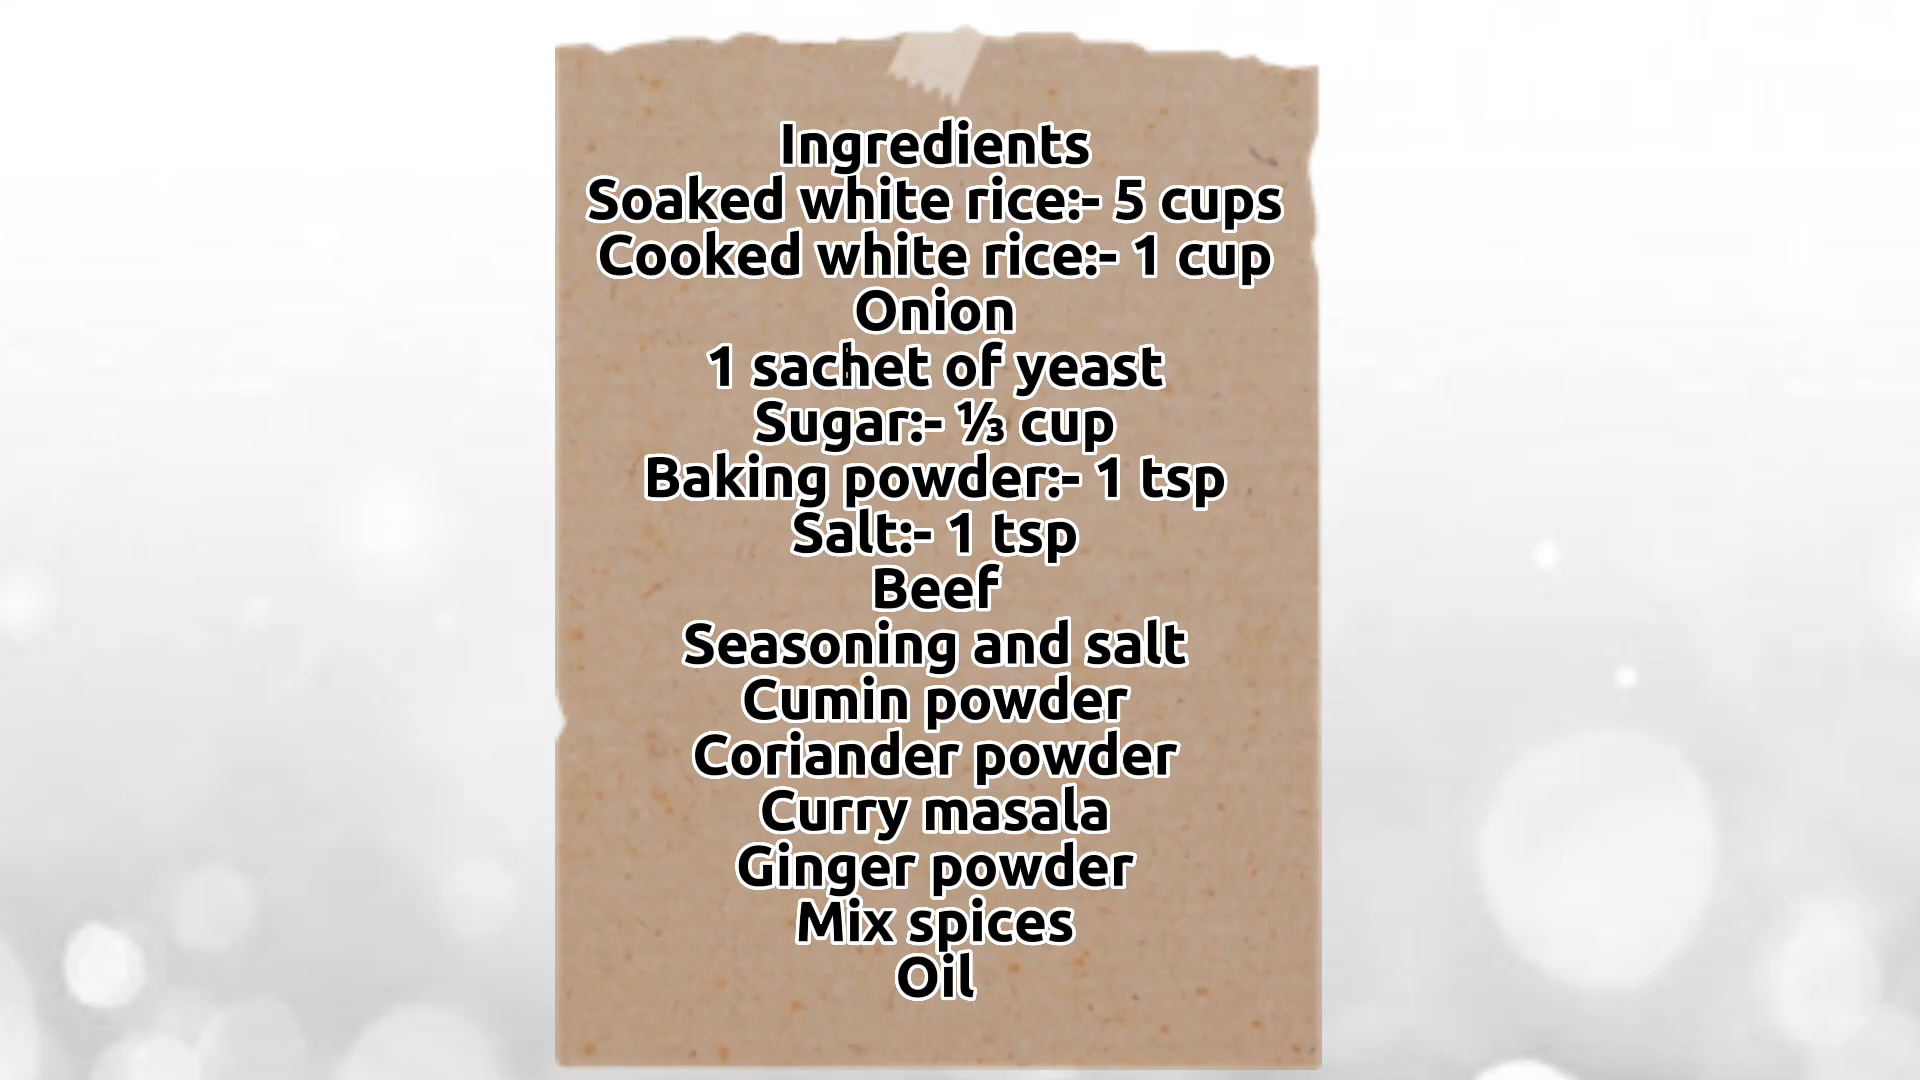 Ingredients
Soaked white rice:- 5 cups
Cooked white rice:- 1 cup
Onion
1 sachet of yeast
Sugar:- ⅓ cup
Baking powder:- 1 tsp
Salt:- 1 tsp
Beef
Seasoning and salt
Cumin powder
Coriander powder
Curry masala
Ginger powder
Mix spices
Oil